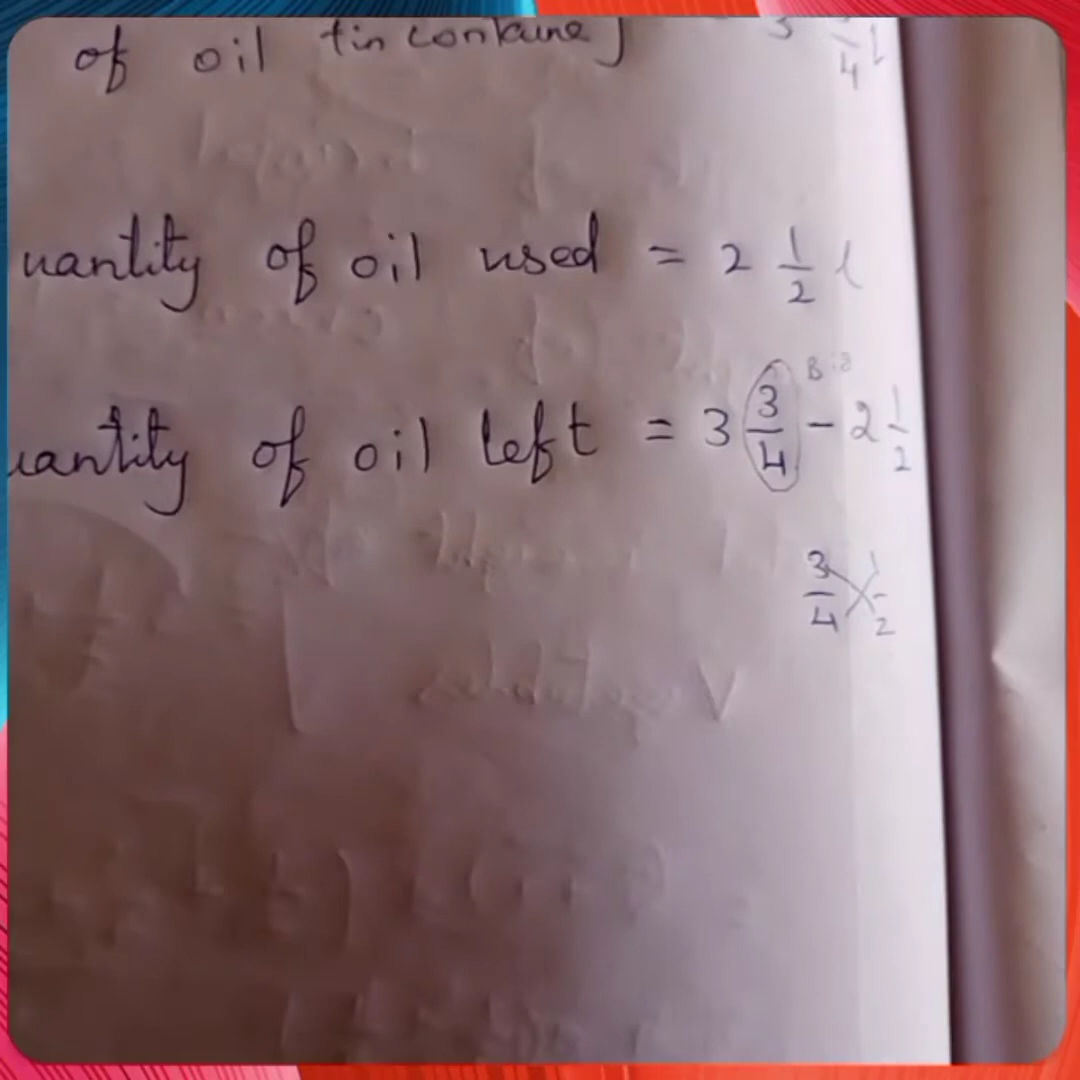 of oil tin
uantity of oil used = 2 1/2 l
uantity of oil left = 3 3/4 - 2 1/2
3/4 1/2